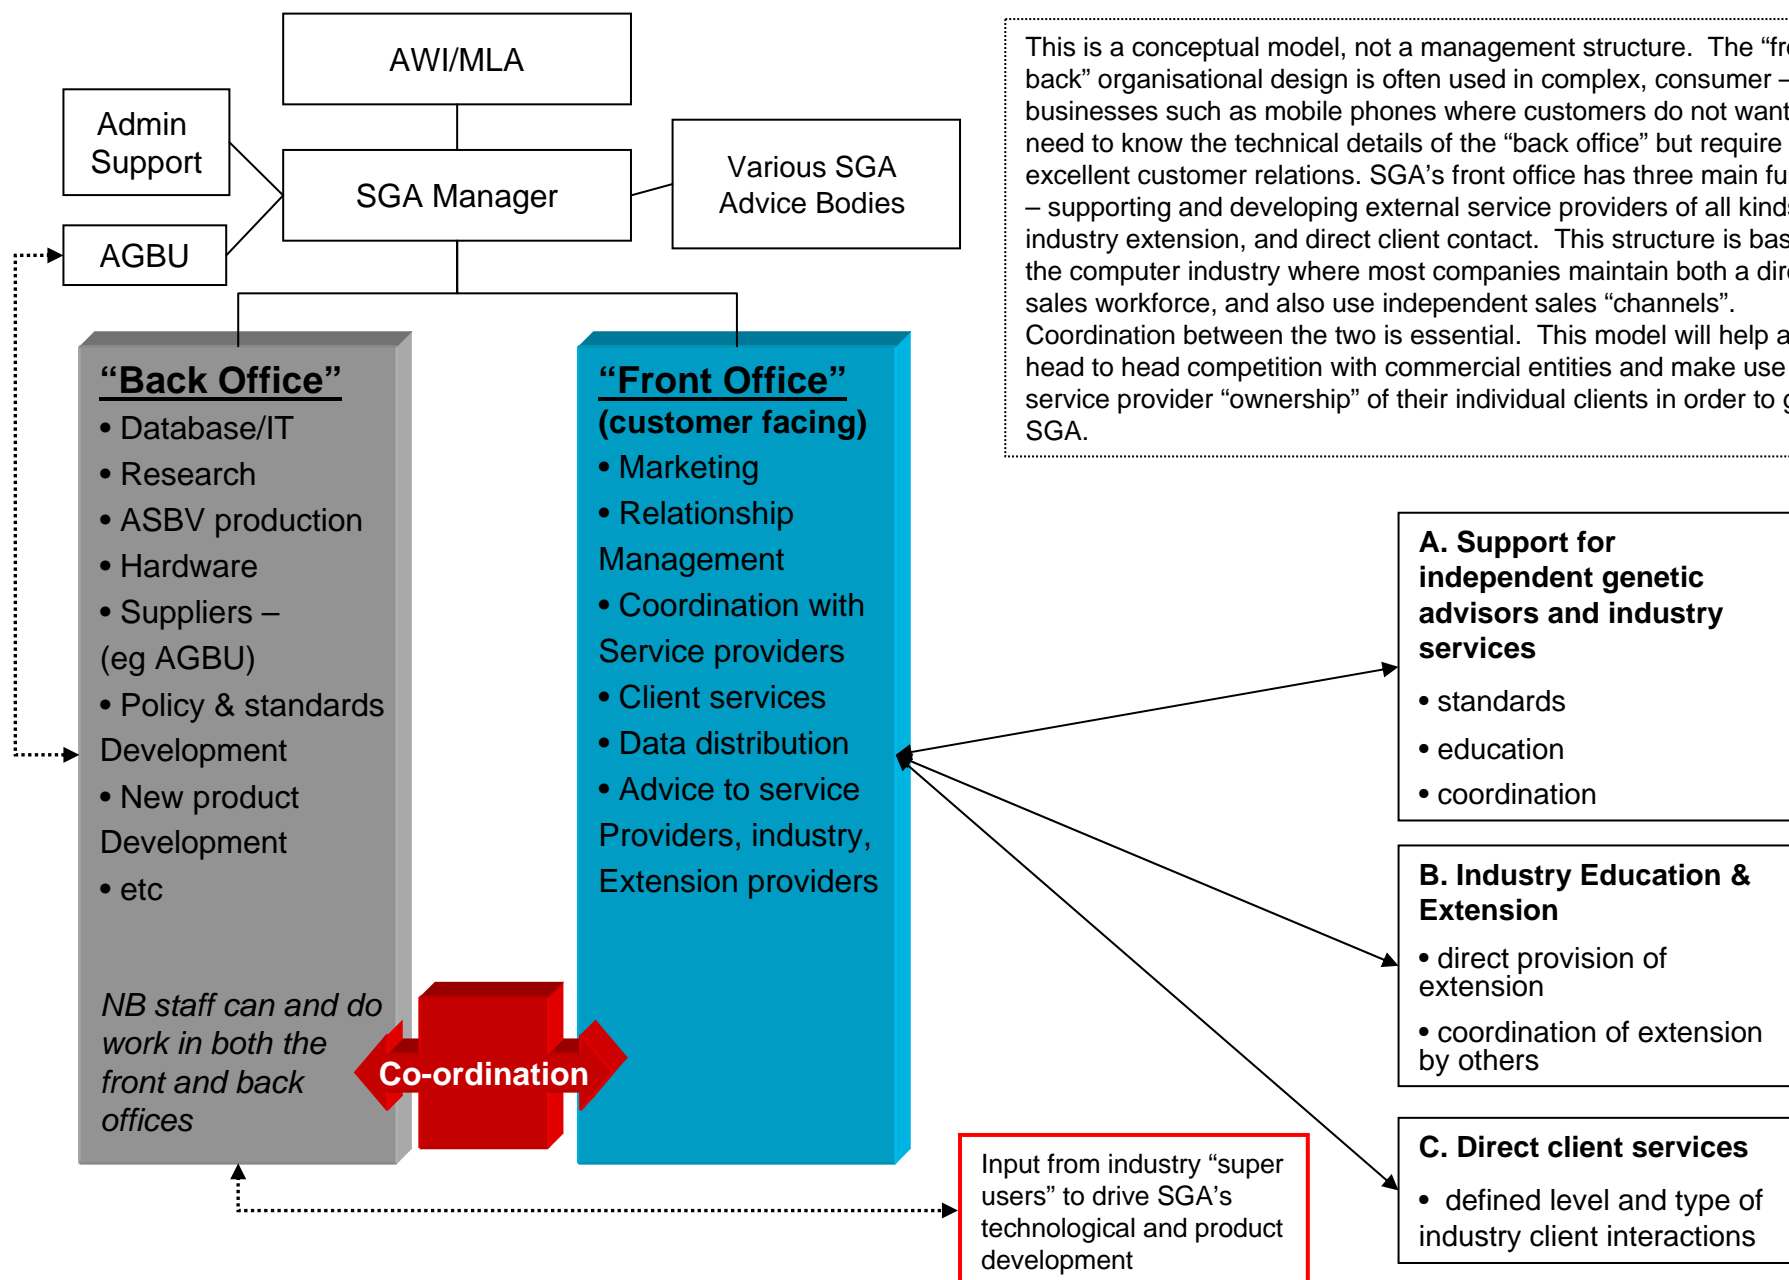 AWI/MLA
Admin
Support
SGA Manager
Various SGA
Advice Bodies
AGBU
This is a conceptual model, not a management structure. The “fr
back” organisational design is often used in complex, consumer –
businesses such as mobile phones where customers do not want
need to know the technical details of the “back office” but require
excellent customer relations. SGA’s front office has three main fu
– supporting and developing external service providers of all kinds
industry extension, and direct client contact. This structure is bas
the computer industry where most companies maintain both a dire
sales workforce, and also use independent sales “channels”.
Coordination between the two is essential. This model will help a
head to head competition with commercial entities and make use
service provider “ownership” of their individual clients in order to g
SGA.
“Back Office”
• Database/IT
• Research
• ASBV production
• Hardware
• Suppliers –
(eg AGBU)
• Policy & standards
Development
• New product
Development
• etc
NB staff can and do
work in both the
front and back
offices
“Front Office”
(customer facing)
• Marketing
• Relationship
Management
• Coordination with
Service providers
• Client services
• Data distribution
• Advice to service
Providers, industry,
Extension providers
Co-ordination
A. Support for
independent genetic
advisors and industry
services
• standards
• education
• coordination
B. Industry Education &
Extension
• direct provision of
extension
• coordination of extension
by others
C. Direct client services
• defined level and type of
industry client interactions
Input from industry “super
users” to drive SGA’s
technological and product
development